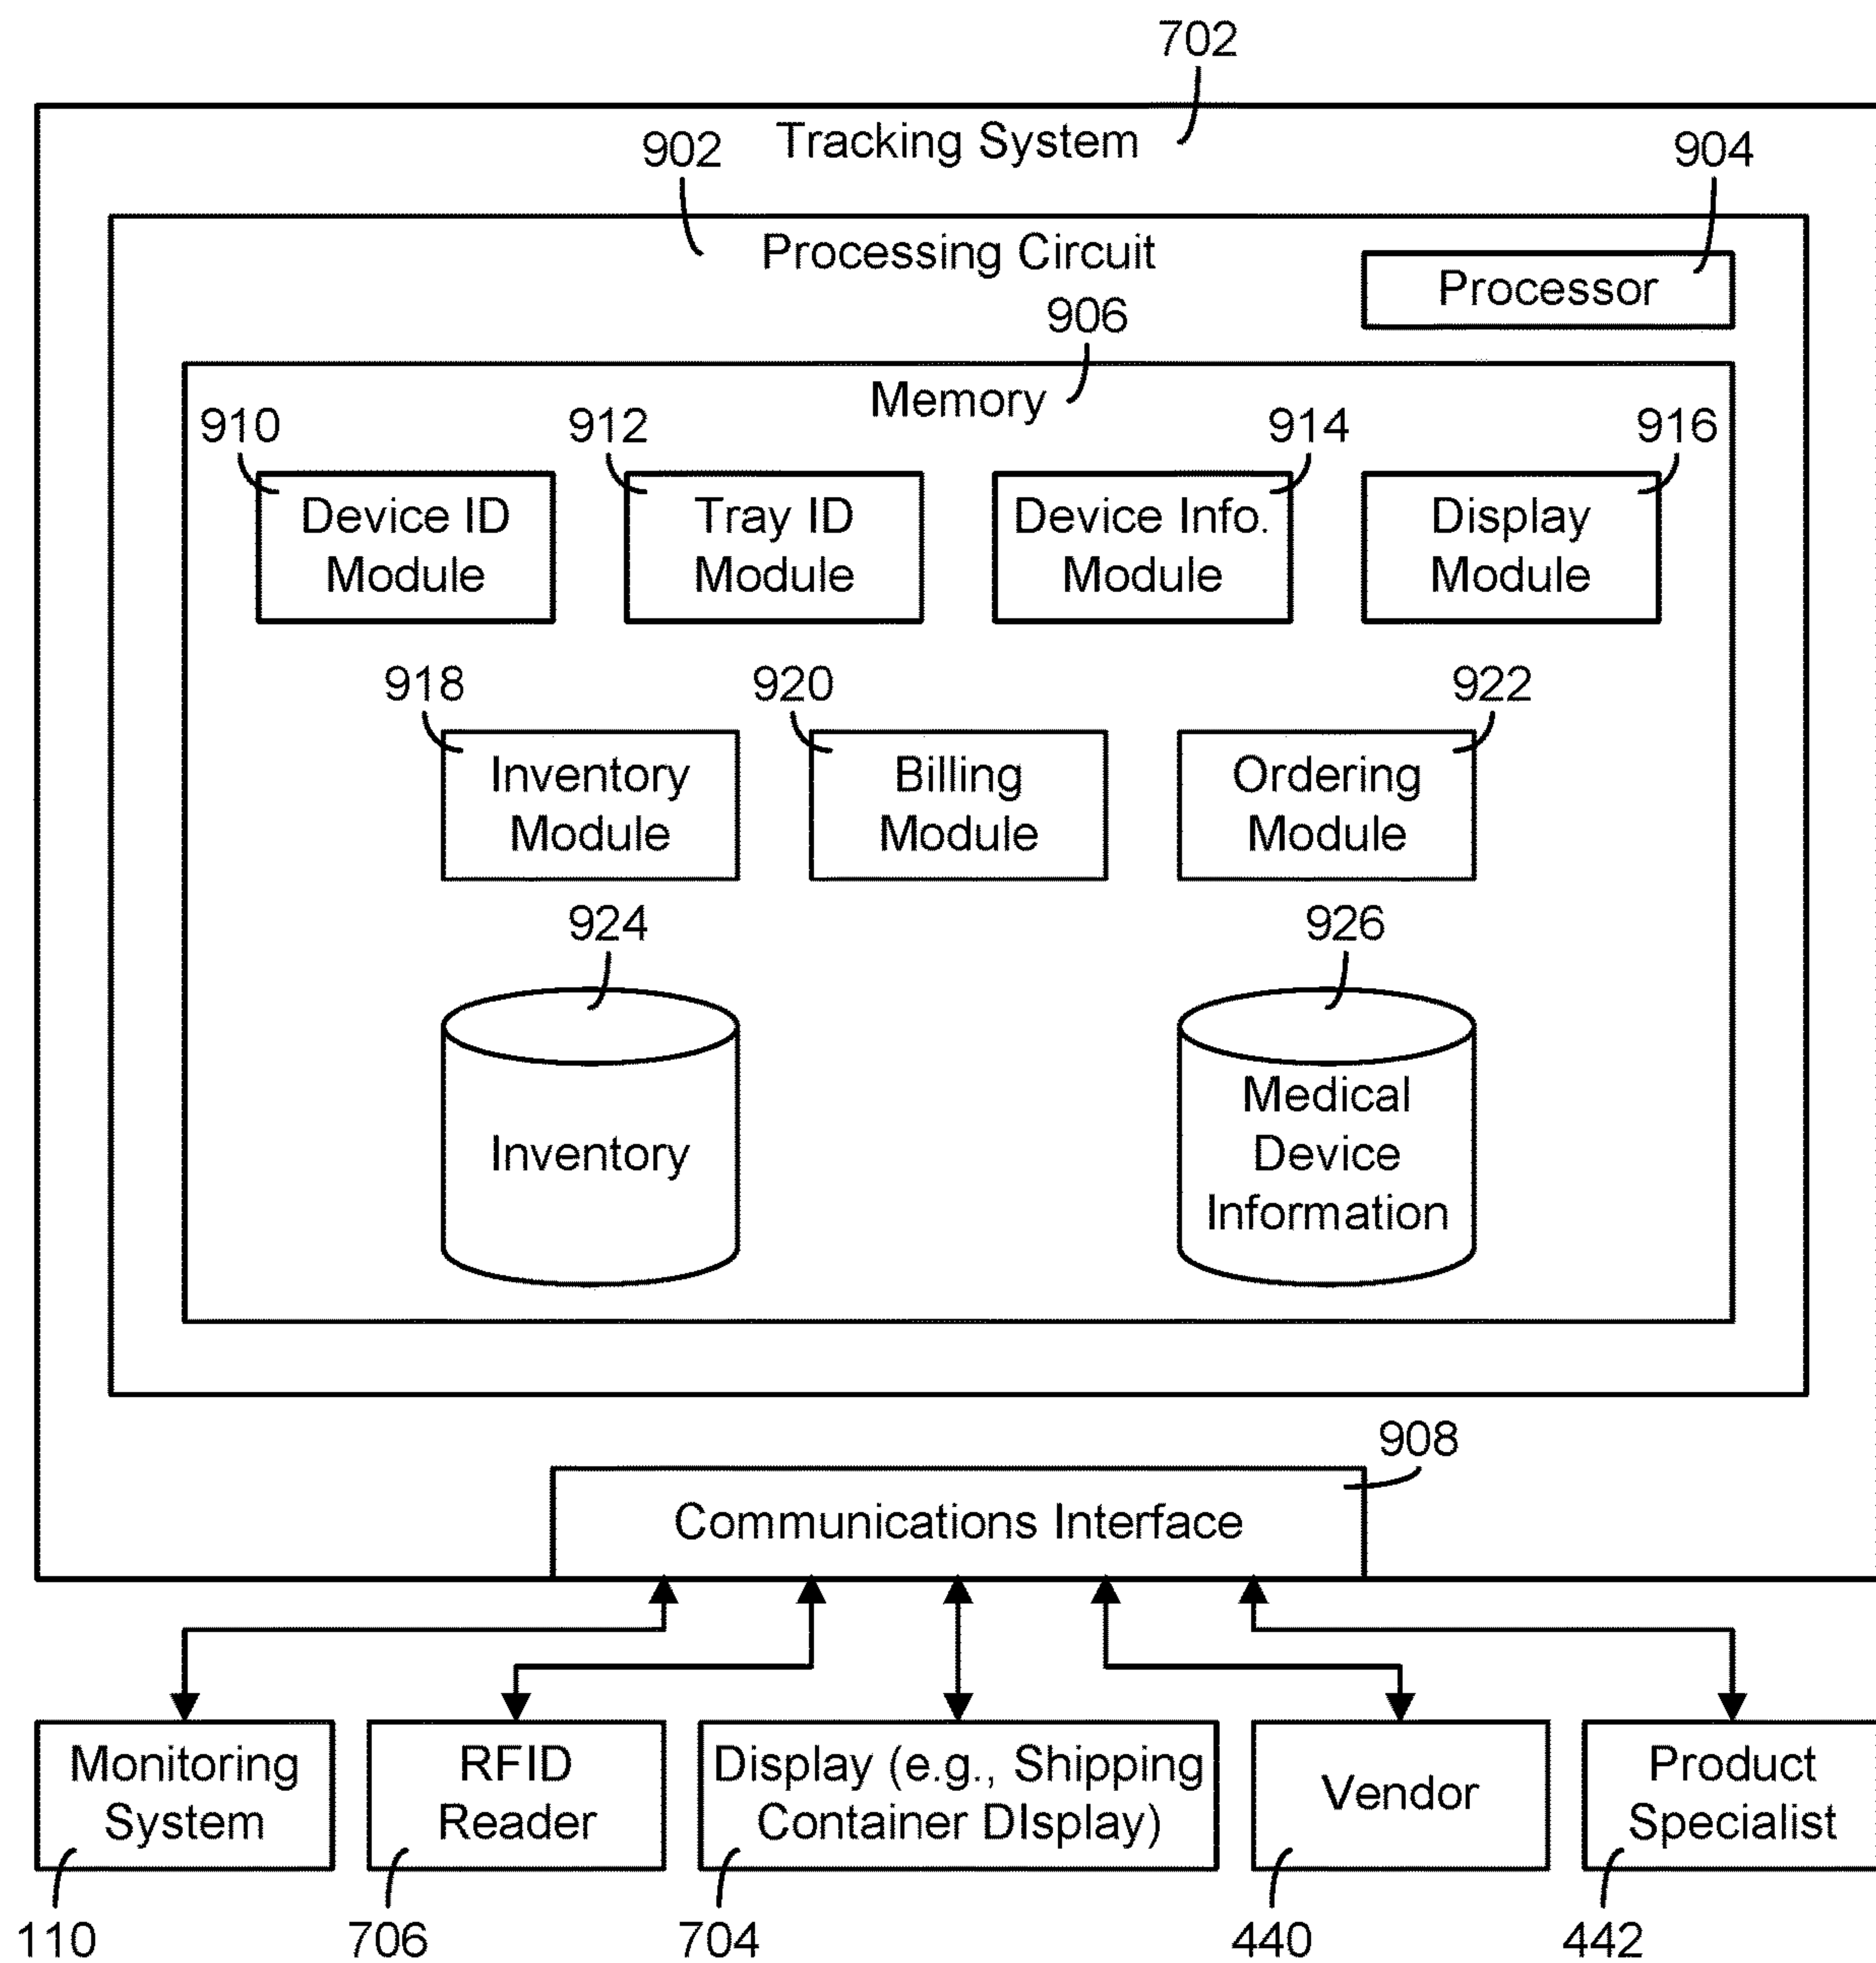 702
Tracking System
902
904
Processing Circuit
Processor
906
Memory
910
912
914
916
Device ID
Module
Tray ID
Module
Device Info.
Module
Display
Module
918
920
922
Inventory
Module
Billing
Module
Ordering
Module
924
926
Inventory
Medical
Device
Information
908
Communications Interface
Monitoring
System
RFID
Reader
Display (e.g., Shipping
Container DIsplay)
Vendor
Product
Specialist
110
706
704
440
442